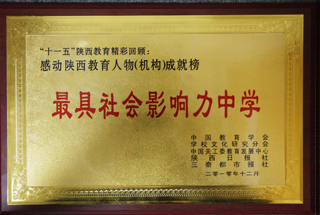 “十一五”陕西教育精彩回顾：
感动陕西教育人物(机构)成就榜
最具社会影响力中学
中国教育学会
学校文化研究分会
中国关工委教育发展中心
陕西日报社
三秦都市报社
二零一零年十二月